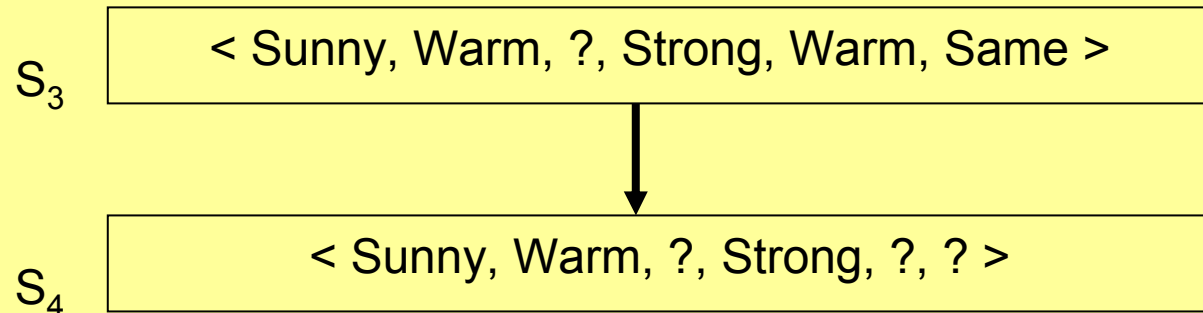 < Sunny, Warm, ?, Strong, Warm, Same >
S₃
< Sunny, Warm, ?, Strong, ?, ? >
S₄